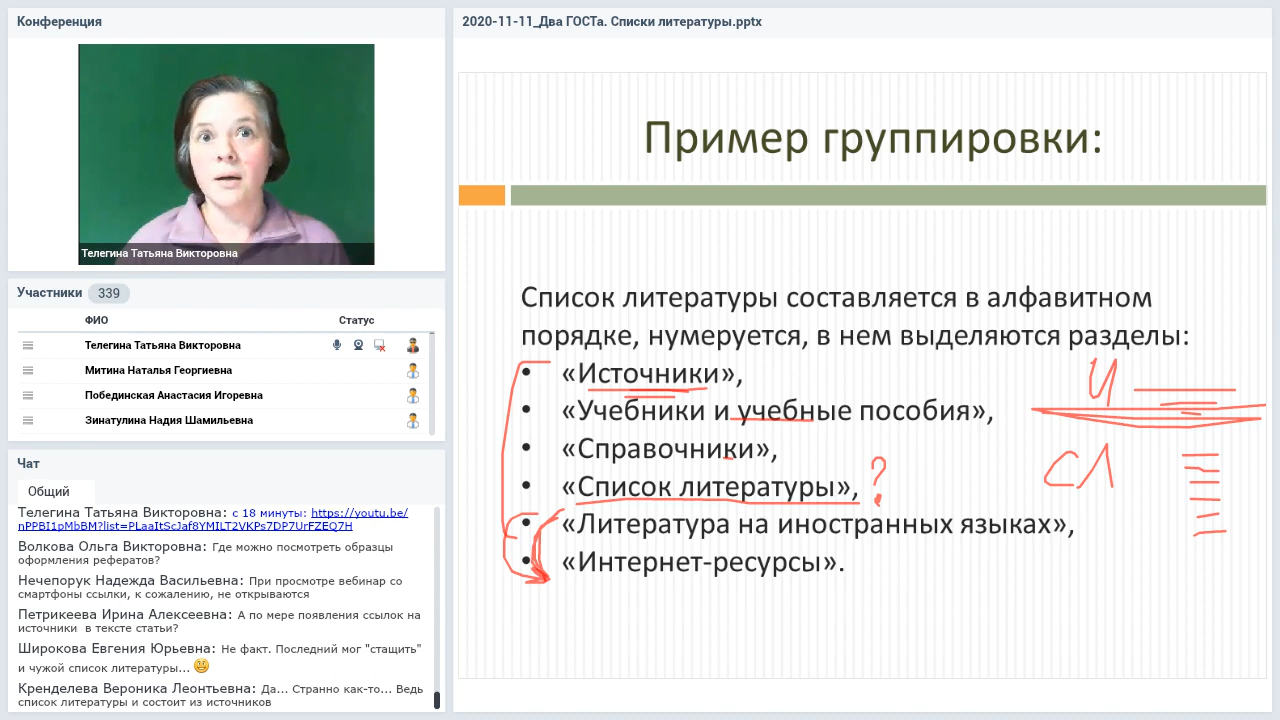 Конференция
Телегина Татьяна Викторовна
Участники 339
ФИО Статус
Телегина Татьяна Викторовна
Митина Наталья Георгиевна
Побединская Анастасия Игоревна
Зинатулина Надия Шамильевна
Чат
Общий
Телегина Татьяна Викторовна: с 18 минуты: https://youtu.be/
nPPBI1pMbBM?list=PLaaItScJaf8YMILT2VKPs7DP7UrFZEQ7H
Волкова Ольга Викторовна: Где можно посмотреть образцы
оформления рефератов?
Нечепорук Надежда Васильевна: При просмотре вебинар со
смартфоны ссылки, к сожалению, не открываются
Петрикеева Ирина Алексеевна: А по мере появления ссылок на
источники в тексте статьи?
Широкова Евгения Юрьевна: Не факт. Последний мог "стащить"
и чужой список литературы...
Кренделева Вероника Леонтьевна: Да... Странно как-то... Ведь
список литературы и состоит из источников
2020-11-11_Два ГОСТа. Списки литературы.pptx
Пример группировки:
Список литературы составляется в алфавитном
порядке, нумеруется, в нем выделяются разделы:
• «Источники»,
• «Учебники и учебные пособия»,
• «Справочники»,
• «Список литературы», ?
• «Литература на иностранных языках»,
• «Интернет-ресурсы».
И
СЛ